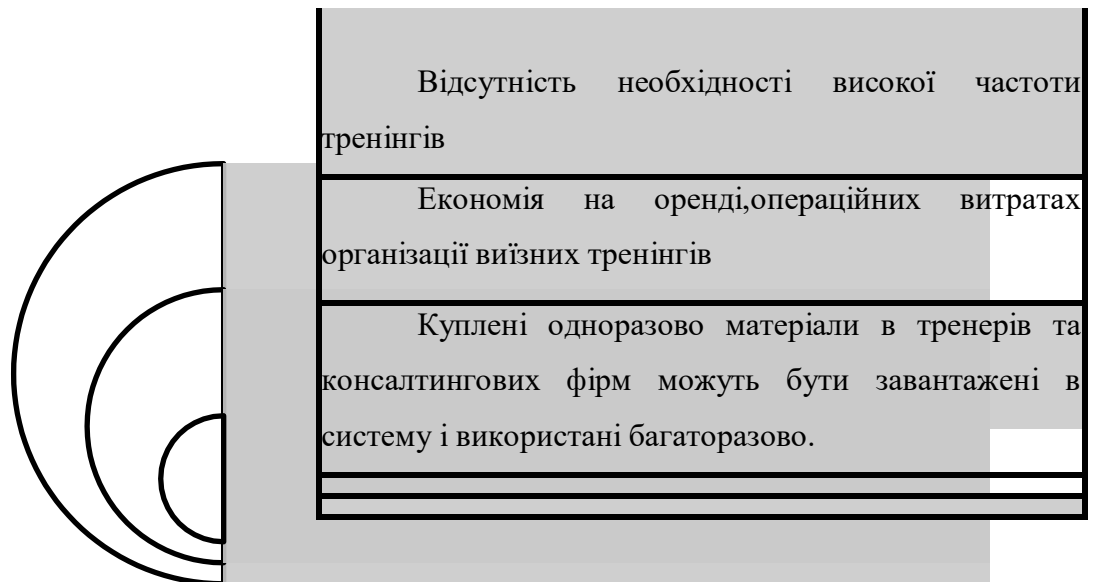 Відсутність необхідності високої частоти
тренінгів
Економія на оренді,операційних витратах
організації виїзних тренінгів
Куплені одноразово матеріали в тренерів та
консалтингових фірм можуть бути завантажені в
систему і використані багаторазово.